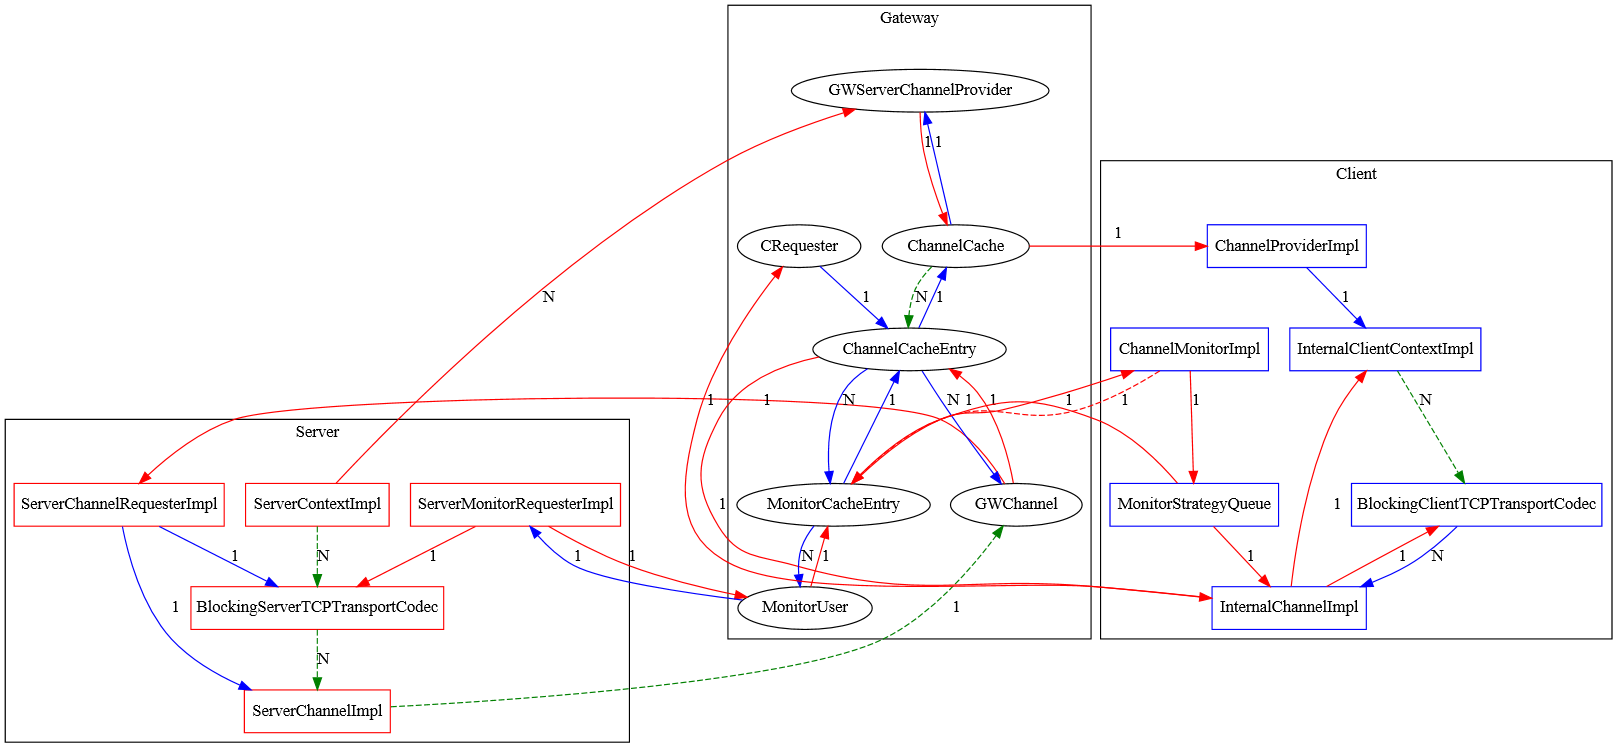 Gateway
GWServerChannelProvider
1 1
Client
CRequester
ChannelCache
1
ChannelProviderImpl
N
1
N
1
1
ChannelCacheEntry
ChannelMonitorImpl
InternalClientContextImpl
1
1
N
1
N
1
1
1
1
1
N
Server
ServerChannelRequesterImpl
ServerContextImpl
ServerMonitorRequesterImpl
MonitorCacheEntry
GWChannel
MonitorStrategyQueue
BlockingClientTCPTransportCodec
1
1
1
N
1
1
1
N
1
1
1
N
BlockingServerTCPTransportCodec
MonitorUser
InternalChannelImpl
1
1
N
ServerChannelImpl